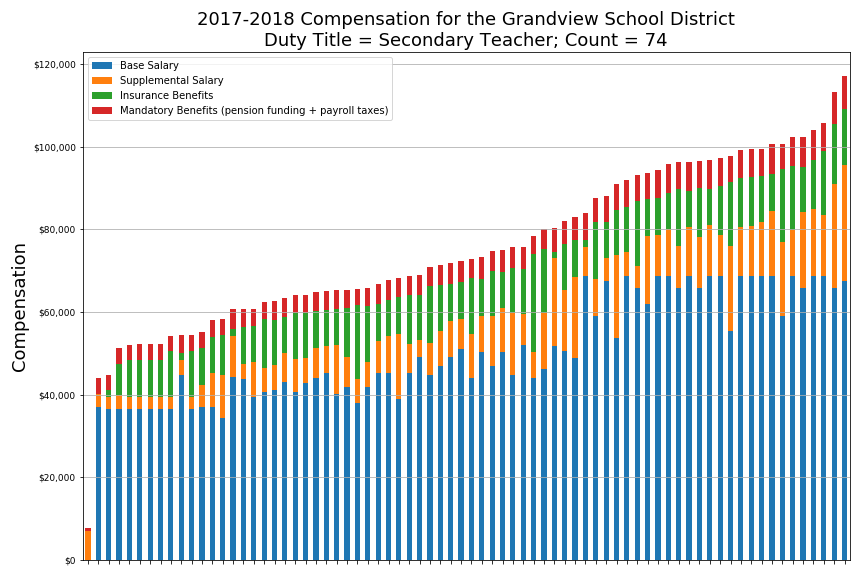 2017-2018 Compensation for the Grandview School District
Duty Title = Secondary Teacher; Count = 74
Base Salary
Supplemental Salary
Insurance Benefits
Mandatory Benefits (pension funding + payroll taxes)
Compensation
$120,000
$100,000
$80,000
$60,000
$40,000
$20,000
$0